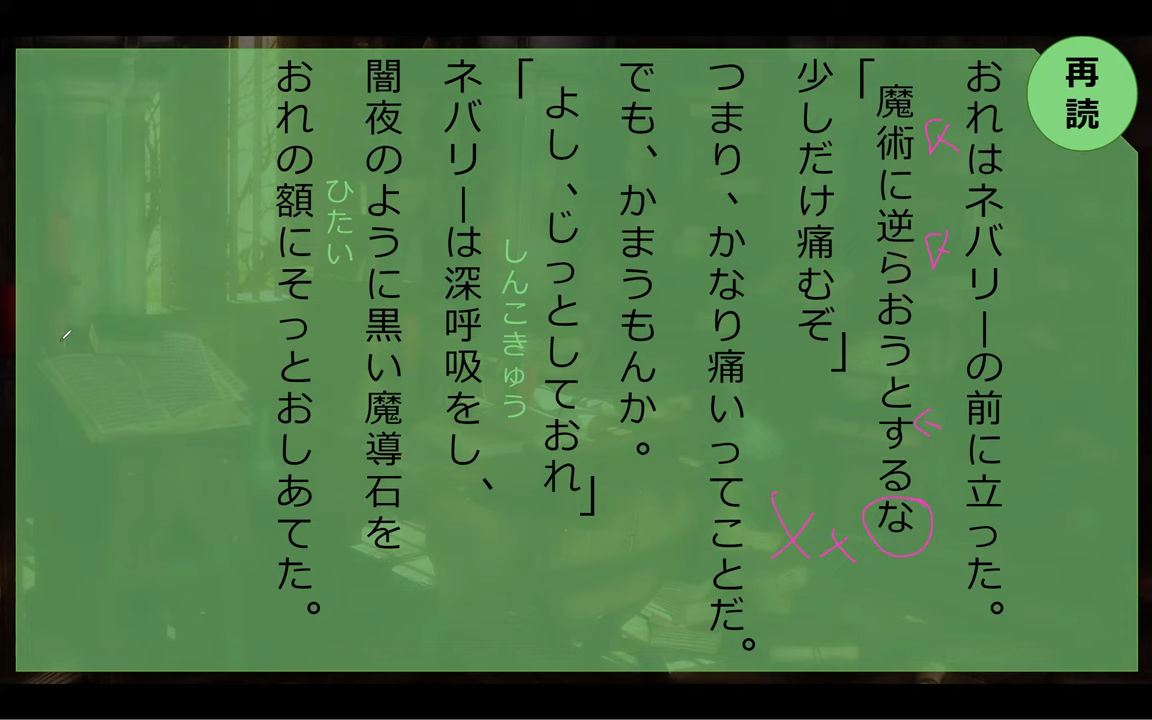 再読
おれはネバリーの前に立った。
「魔術に逆らおうとするな
少しだけ痛むぞ」
つまり、かなり痛いってことだ。
でも、かまうもんか。
「よし、じっとしておれ」
しんこきゅう
ネバリーは深呼吸をし、
闇夜のように黒い魔導石を
ひたい
おれの額にそっとおしあてた。